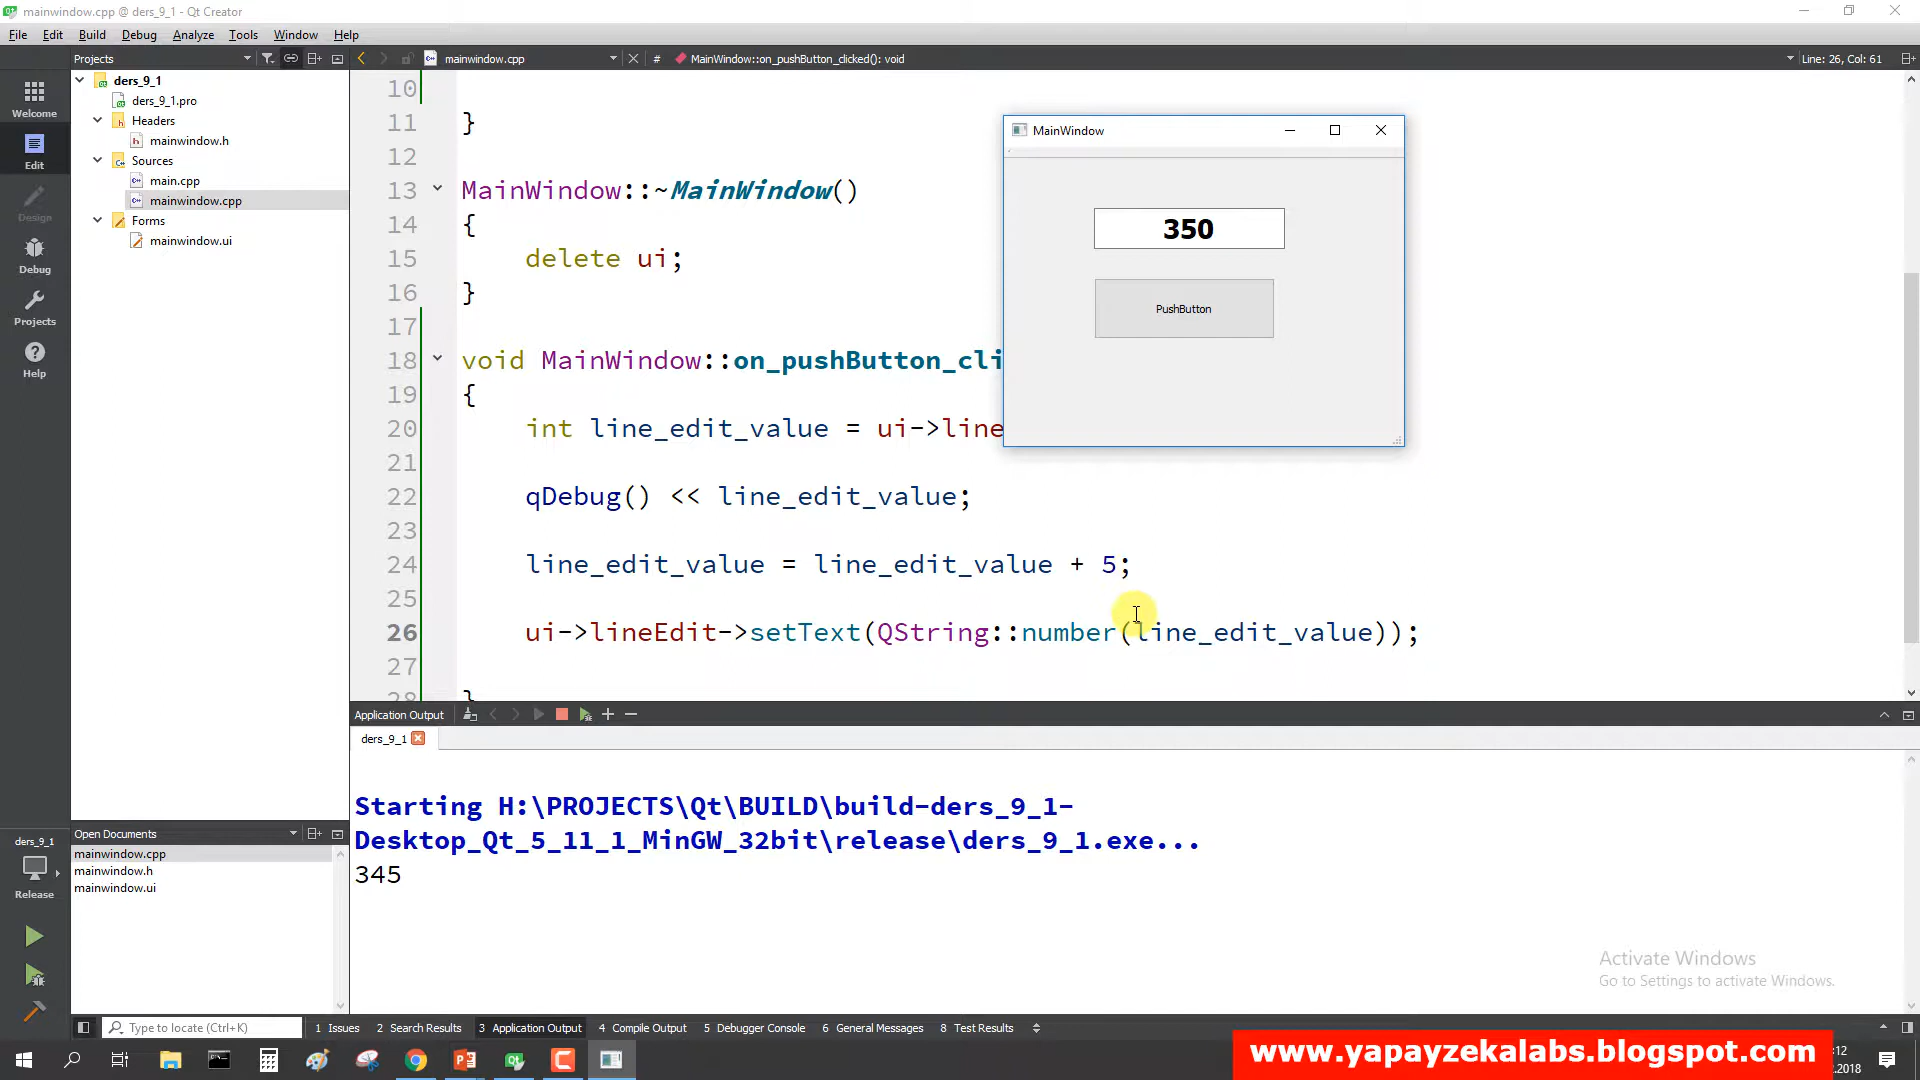 mainwindow.cpp @ ders_9_1 - Qt Creator
File Edit Build Debug Analyze Tools Window Help
Projects
mainwindow.cpp
#
MainWindow::on_pushButton_clicked(): void
Line: 26, Col: 61
Welcome
Edit
Design
Debug
Projects
Help
ders_9_1
ders_9_1.pro
Headers
mainwindow.h
Sources
main.cpp
mainwindow.cpp
Forms
mainwindow.ui
10
11 }
12
13 MainWindow::~MainWindow()
14 {
15 delete ui;
16 }
17
18 void MainWindow::on_pushButton_cli
19 {
20 int line_edit_value = ui->line
21
22 qDebug() << line_edit_value;
23
24 line_edit_value = line_edit_value + 5;
25
26 ui->lineEdit->setText(QString::number(line_edit_value));
27
28 }
MainWindow
350
PushButton
Application Output
ders_9_1
Starting H:\PROJECTS\Qt\BUILD\build-ders_9_1-
Desktop_Qt_5_11_1_MinGW_32bit\release\ders_9_1.exe...
345
Open Documents
mainwindow.cpp
mainwindow.h
mainwindow.ui
ders_9_1
Release
Activate Windows
Go to Settings to activate Windows.
Type to locate (Ctrl+K)
1 Issues 2 Search Results 3 Application Output 4 Compile Output 5 Debugger Console 6 General Messages 8 Test Results
www.yapayzekalabs.blogspot.com
:12
.2018